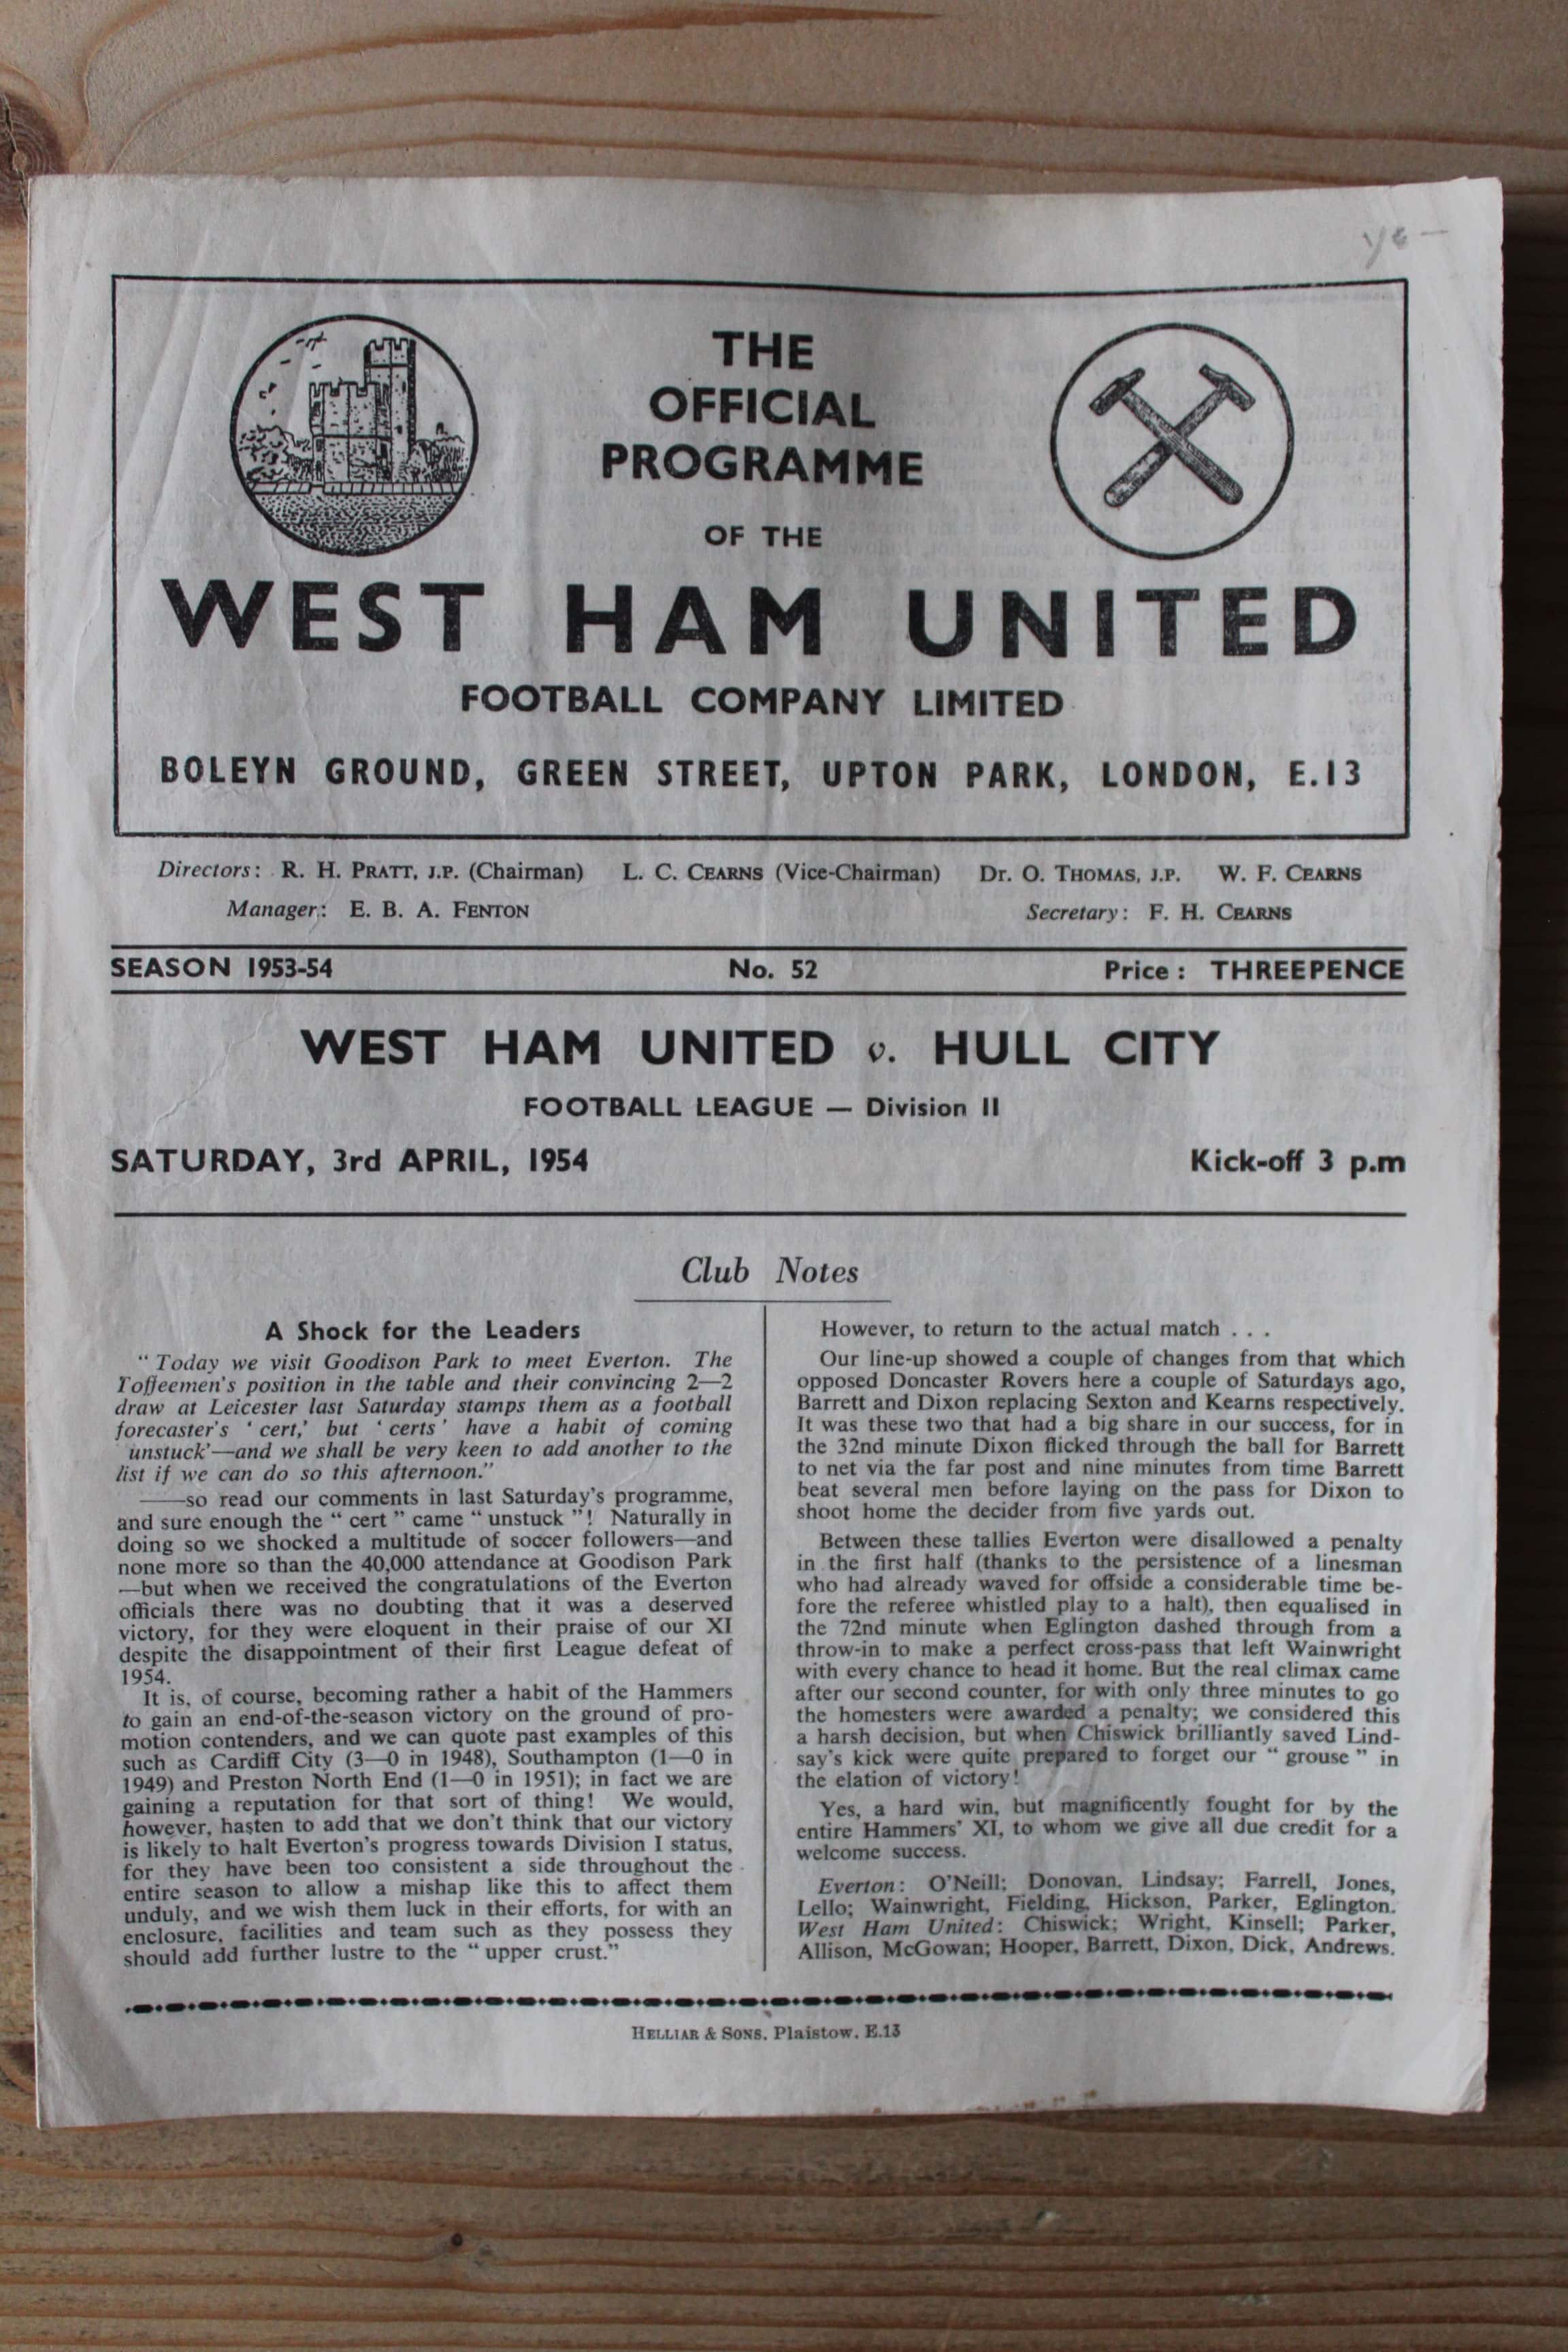 THE
OFFICIAL
PROGRAMME
OF THE
WEST HAM UNITED
FOOTBALL COMPANY LIMITED
BOLEYN GROUND, GREEN STREET, UPTON PARK, LONDON, E.13
Directors: R. H. PRATT, J.P. (Chairman) L. C. CEARNS (Vice-Chairman) Dr. O. THOMAS, J.P. W. F. CEARNS
Manager: E. B. A. FENTON Secretary: F. H. CEARNS
SEASON 1953-54 No. 52 Price : THREEPENCE
WEST HAM UNITED v. HULL CITY
FOOTBALL LEAGUE — Division II
SATURDAY, 3rd APRIL, 1954 Kick-off 3 p.m
Club Notes
A Shock for the Leaders
“ Today we visit Goodison Park to meet Everton. The
Toffeemen's position in the table and their convincing 2—2
draw at Leicester last Saturday stamps them as a football
forecaster's ‘ cert,’ but ‘ certs ’ have a habit of coming
unstuck’—and we shall be very keen to add another to the
list if we can do so this afternoon.”
——so read our comments in last Saturday's programme,
and sure enough the “ cert ” came “ unstuck ”! Naturally in
doing so we shocked a multitude of soccer followers—and
none more so than the 40,000 attendance at Goodison Park
—but when we received the congratulations of the Everton
officials there was no doubting that it was a deserved
victory, for they were eloquent in their praise of our XI
despite the disappointment of their first League defeat of
1954.
It is, of course, becoming rather a habit of the Hammers
to gain an end-of-the-season victory on the ground of pro-
motion contenders, and we can quote past examples of this
such as Cardiff City (3—0 in 1948), Southampton (1—0 in
1949) and Preston North End (1—0 in 1951); in fact we are
gaining a reputation for that sort of thing! We would,
however, hasten to add that we don't think that our victory
is likely to halt Everton's progress towards Division I status,
for they have been too consistent a side throughout the
entire season to allow a mishap like this to affect them
unduly, and we wish them luck in their efforts, for with an
enclosure, facilities and team such as they possess they
should add further lustre to the “ upper crust.”
However, to return to the actual match . . .
Our line-up showed a couple of changes from that which
opposed Doncaster Rovers here a couple of Saturdays ago,
Barrett and Dixon replacing Sexton and Kearns respectively.
It was these two that had a big share in our success, for in
the 32nd minute Dixon flicked through the ball for Barrett
to net via the far post and nine minutes from time Barrett
beat several men before laying on the pass for Dixon to
shoot home the decider from five yards out.
Between these tallies Everton were disallowed a penalty
in the first half (thanks to the persistence of a linesman
who had already waved for offside a considerable time be-
fore the referee whistled play to a halt), then equalised in
the 72nd minute when Eglington dashed through from a
throw-in to make a perfect cross-pass that left Wainwright
with every chance to head it home. But the real climax came
after our second counter, for with only three minutes to go
the homesters were awarded a penalty; we considered this
a harsh decision, but when Chiswick brilliantly saved Lind-
say's kick were quite prepared to forget our “ grouse ” in
the elation of victory!
Yes, a hard win, but magnificently fought for by the
entire Hammers' XI, to whom we give all due credit for a
welcome success.
Everton: O'Neill; Donovan, Lindsay; Farrell, Jones,
Lello; Wainwright, Fielding, Hickson, Parker, Eglington.
West Ham United: Chiswick; Wright, Kinsell; Parker,
Allison, McGowan; Hooper, Barrett, Dixon, Dick, Andrews.
HELLIAR & SONS, Plaistow, E.13